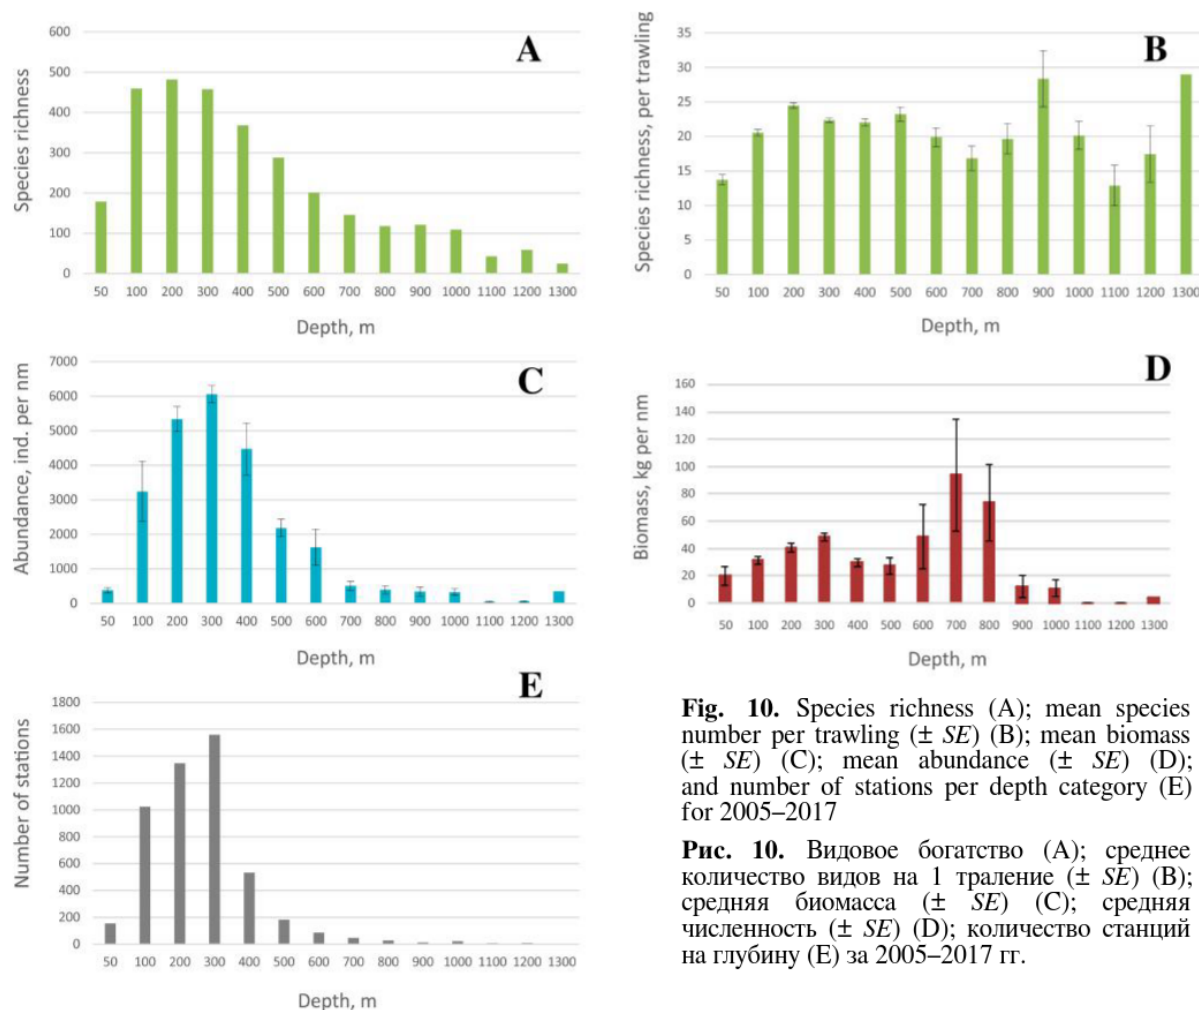 A
Species richness
600
500
400
300
200
100
0
50 100 200 300 400 500 600 700 800 900 1000 1100 1200 1300
Depth, m
B
Species richness, per trawling
35
30
25
20
15
10
5
0
50 100 200 300 400 500 600 700 800 900 1000 1100 1200 1300
Depth, m
C
Abundance, ind. per nm
7000
6000
5000
4000
3000
2000
1000
0
50 100 200 300 400 500 600 700 800 900 1000 1100 1200 1300
Depth, m
D
Biomass, kg per nm
160
140
120
100
80
60
40
20
0
50 100 200 300 400 500 600 700 800 900 1000 1100 1200 1300
Depth, m
E
Number of stations
1800
1600
1400
1200
1000
800
600
400
200
0
50 100 200 300 400 500 600 700 800 900 1000 1100 1200 1300
Depth, m
Fig. 10. Species richness (A); mean species
number per trawling (± SE) (B); mean biomass
(± SE) (C); mean abundance (± SE) (D);
and number of stations per depth category (E)
for 2005–2017
Рис. 10. Видовое богатство (A); среднее
количество видов на 1 траление (± SE) (B);
средняя биомасса (± SE) (C); средняя
численность (± SE) (D); количество станций
на глубину (E) за 2005–2017 гг.